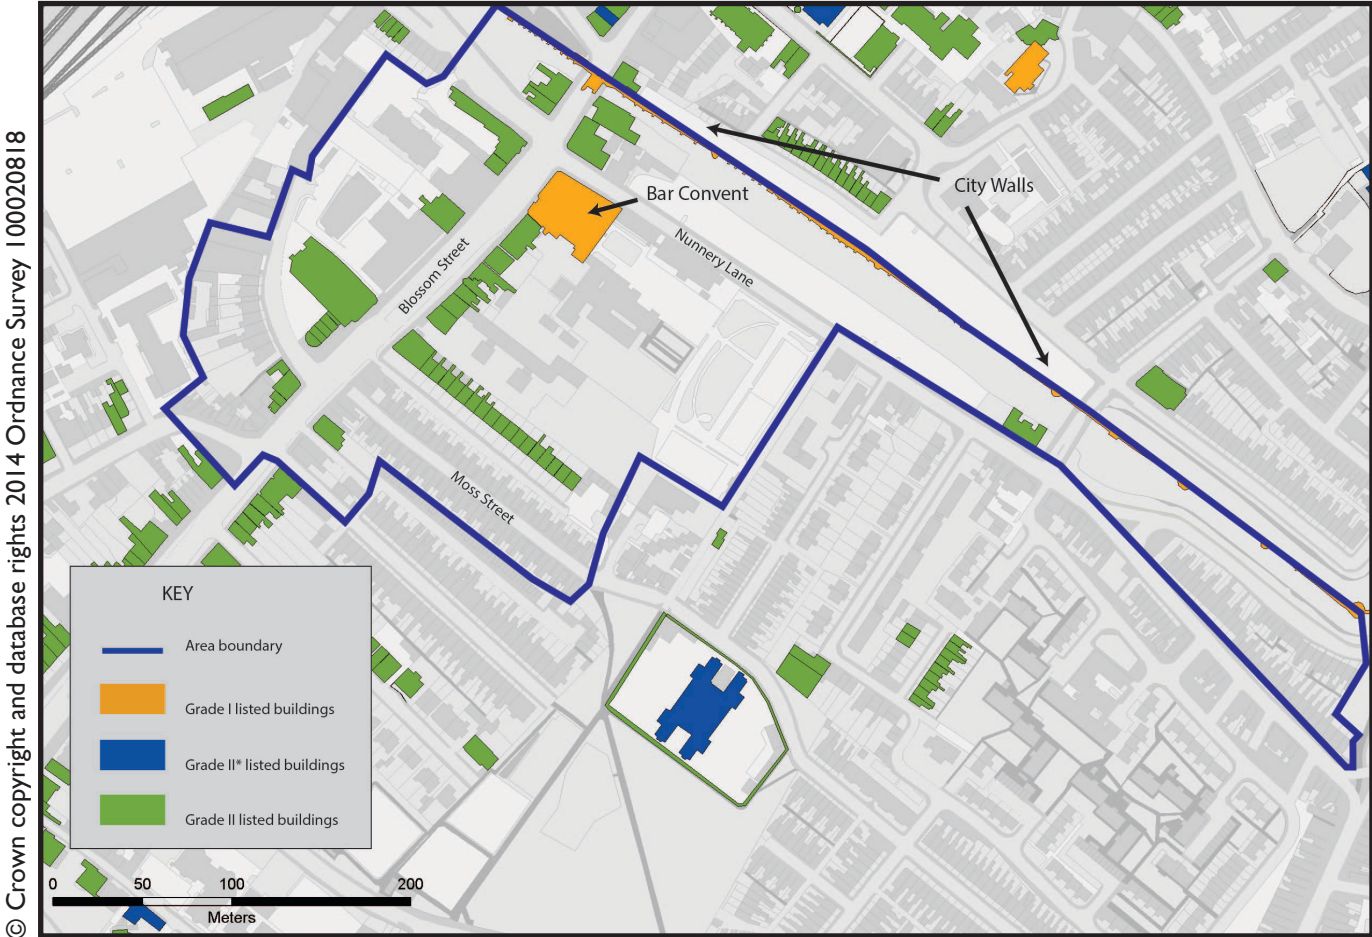 © Crown copyright and database rights 2014 Ordnance Survey 100020818
City Walls
Bar Convent
Nunnery Lane
Blossom Street
Moss Street
KEY
Area boundary
Grade I listed buildings
Grade II* listed buildings
Grade II listed buildings
0 50 100 200
Meters